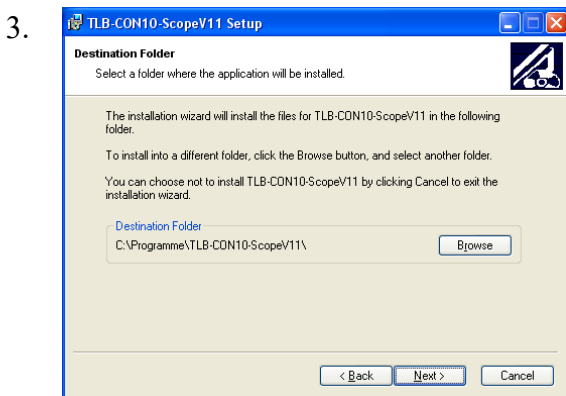 3.
TLB-CON10-ScopeV11 Setup
Destination Folder
Select a folder where the application will be installed.
The installation wizard will install the files for TLB-CON10-ScopeV11 in the following
folder.
To install into a different folder, click the Browse button, and select another folder.
You can choose not to install TLB-CON10-ScopeV11 by clicking Cancel to exit the
installation wizard.
Destination Folder
C:\Programme\TLB-CON10-ScopeV11\
Browse
< Back
Next >
Cancel